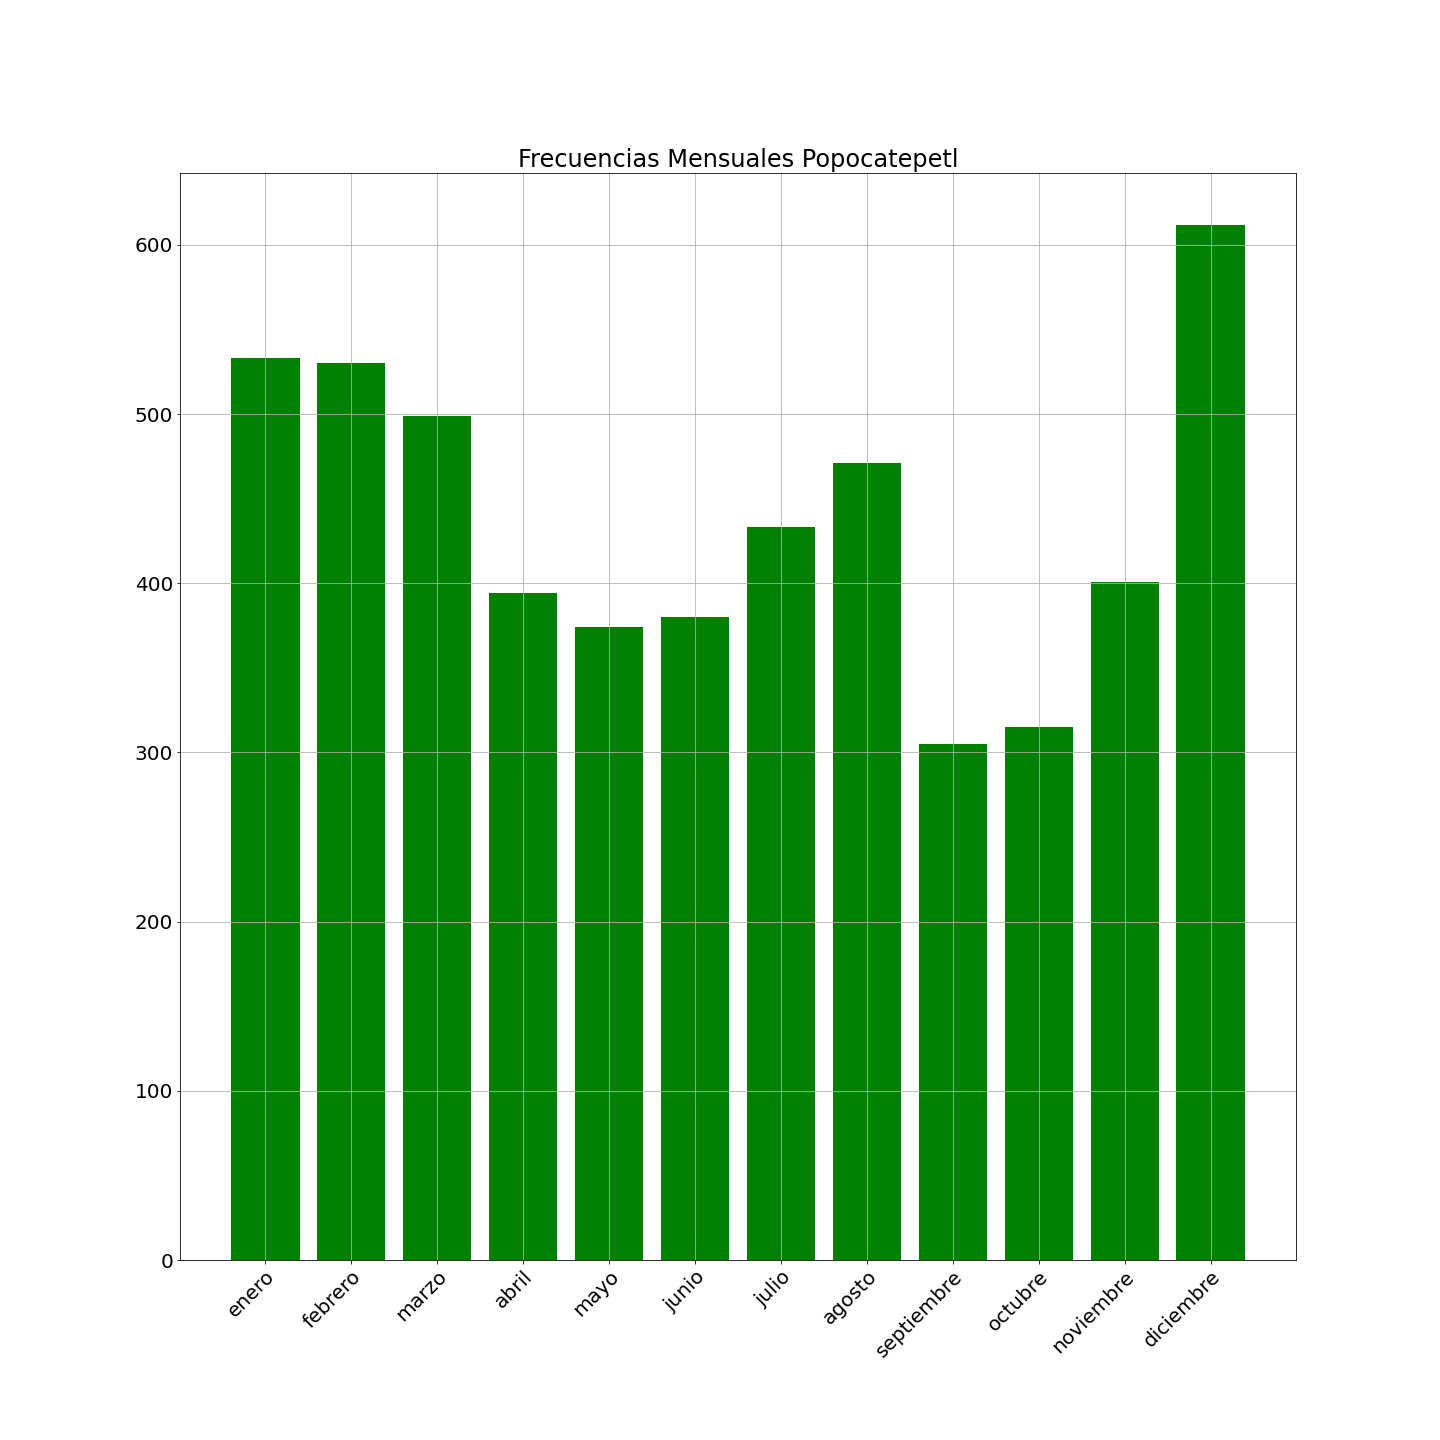 Frecuencias Mensuales Popocatepetl
600
500
400
300
200
100
0
enero
febrero
marzo
abril
mayo
junio
julio
agosto
septiembre
octubre
noviembre
diciembre